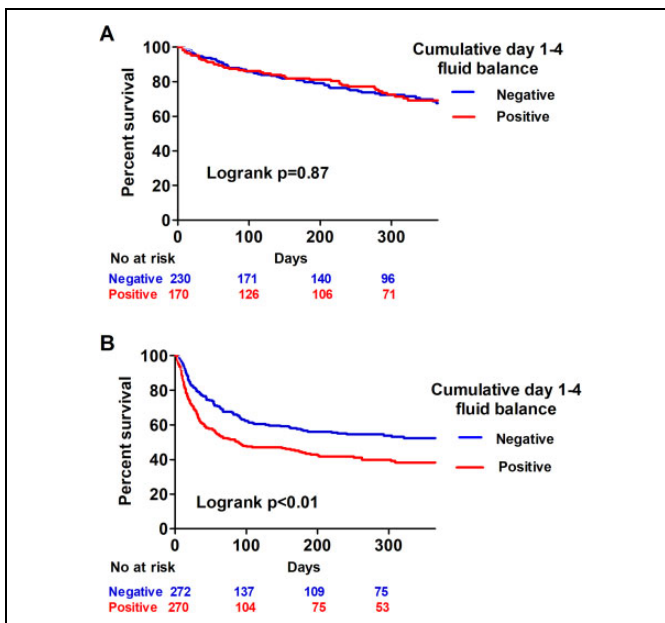 A
Cumulative day 1-4
fluid balance
Negative
Positive
Percent survival
100
80
60
40
20
0
Logrank p=0.87
0 100 200 300
No at risk Days
Negative 230 171 140 96
Positive 170 126 106 71
B
Cumulative day 1-4
fluid balance
Negative
Positive
Percent survival
100
80
60
40
20
0
Logrank p<0.01
0 100 200 300
No at risk Days
Negative 272 137 109 75
Positive 270 104 75 53